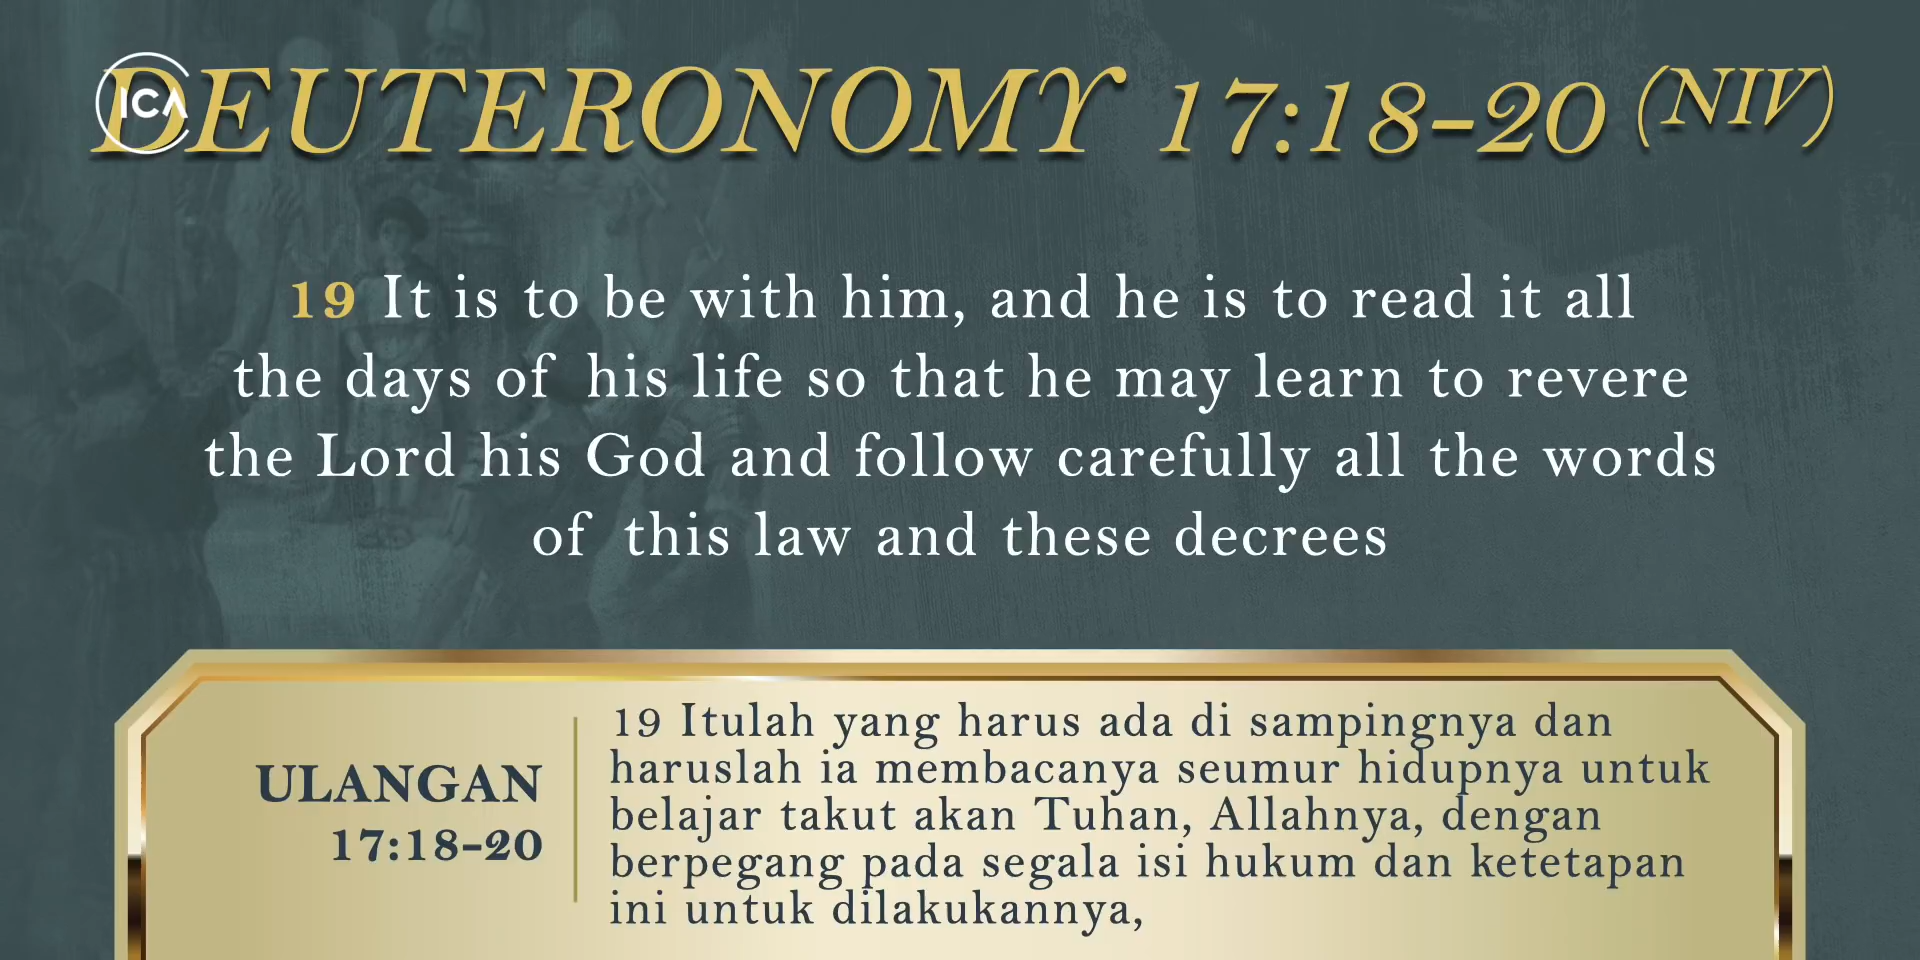 ICA
DEUTERONOMY 17:18-20 (NIV)
19 It is to be with him, and he is to read it all
the days of his life so that he may learn to revere
the Lord his God and follow carefully all the words
of this law and these decrees
ULANGAN
17:18-20
19 Itulah yang harus ada di sampingnya dan
haruslah ia membacanya seumur hidupnya untuk
belajar takut akan Tuhan, Allahnya, dengan
berpegang pada segala isi hukum dan ketetapan
ini untuk dilakukannya,